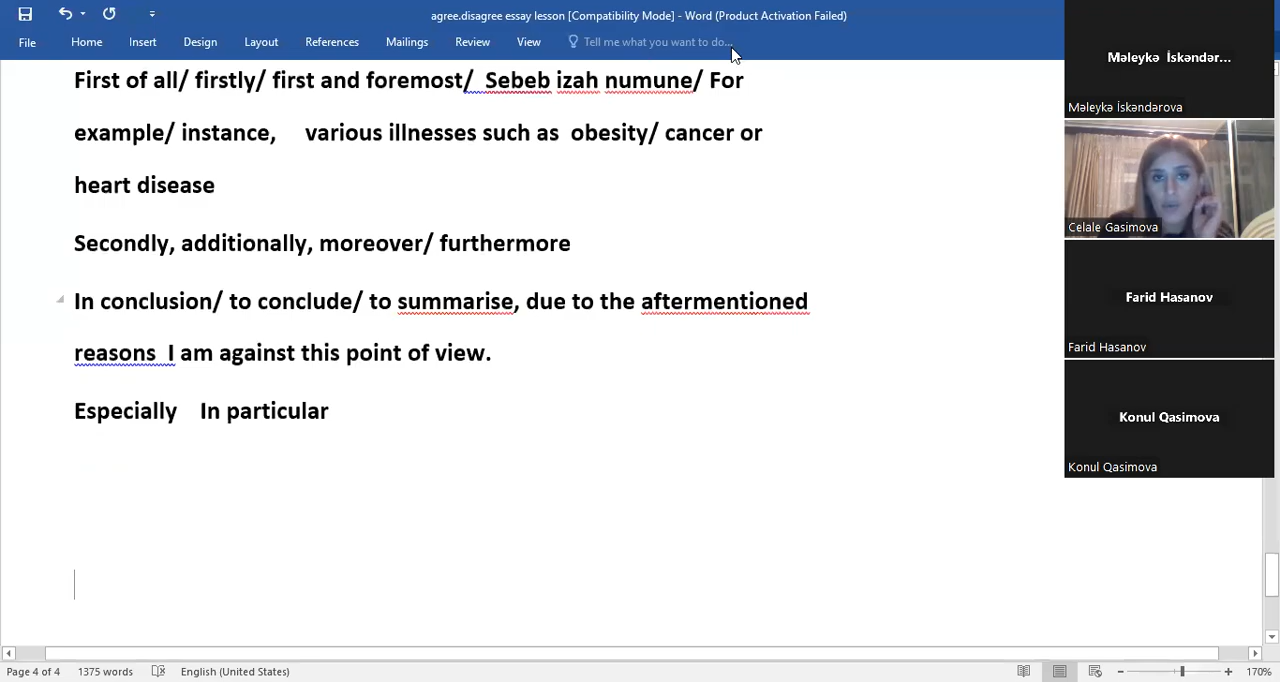 agree.disagree essay lesson [Compatibility Mode] - Word (Product Activation Failed)
File Home Insert Design Layout References Mailings Review View Tell me what you want to do...
First of all/ firstly/ first and foremost/ Sebeb izah numune/ For
example/ instance, various illnesses such as obesity/ cancer or
heart disease
Secondly, additionally, moreover/ furthermore
In conclusion/ to conclude/ to summarise, due to the aftermentioned
reasons I am against this point of view.
Especially In particular
Məleykə İskəndər...
Məleykə İskəndərova
Celale Gasimova
Farid Hasanov
Farid Hasanov
Konul Qasimova
Konul Qasimova
Page 4 of 4 1375 words English (United States) 170%